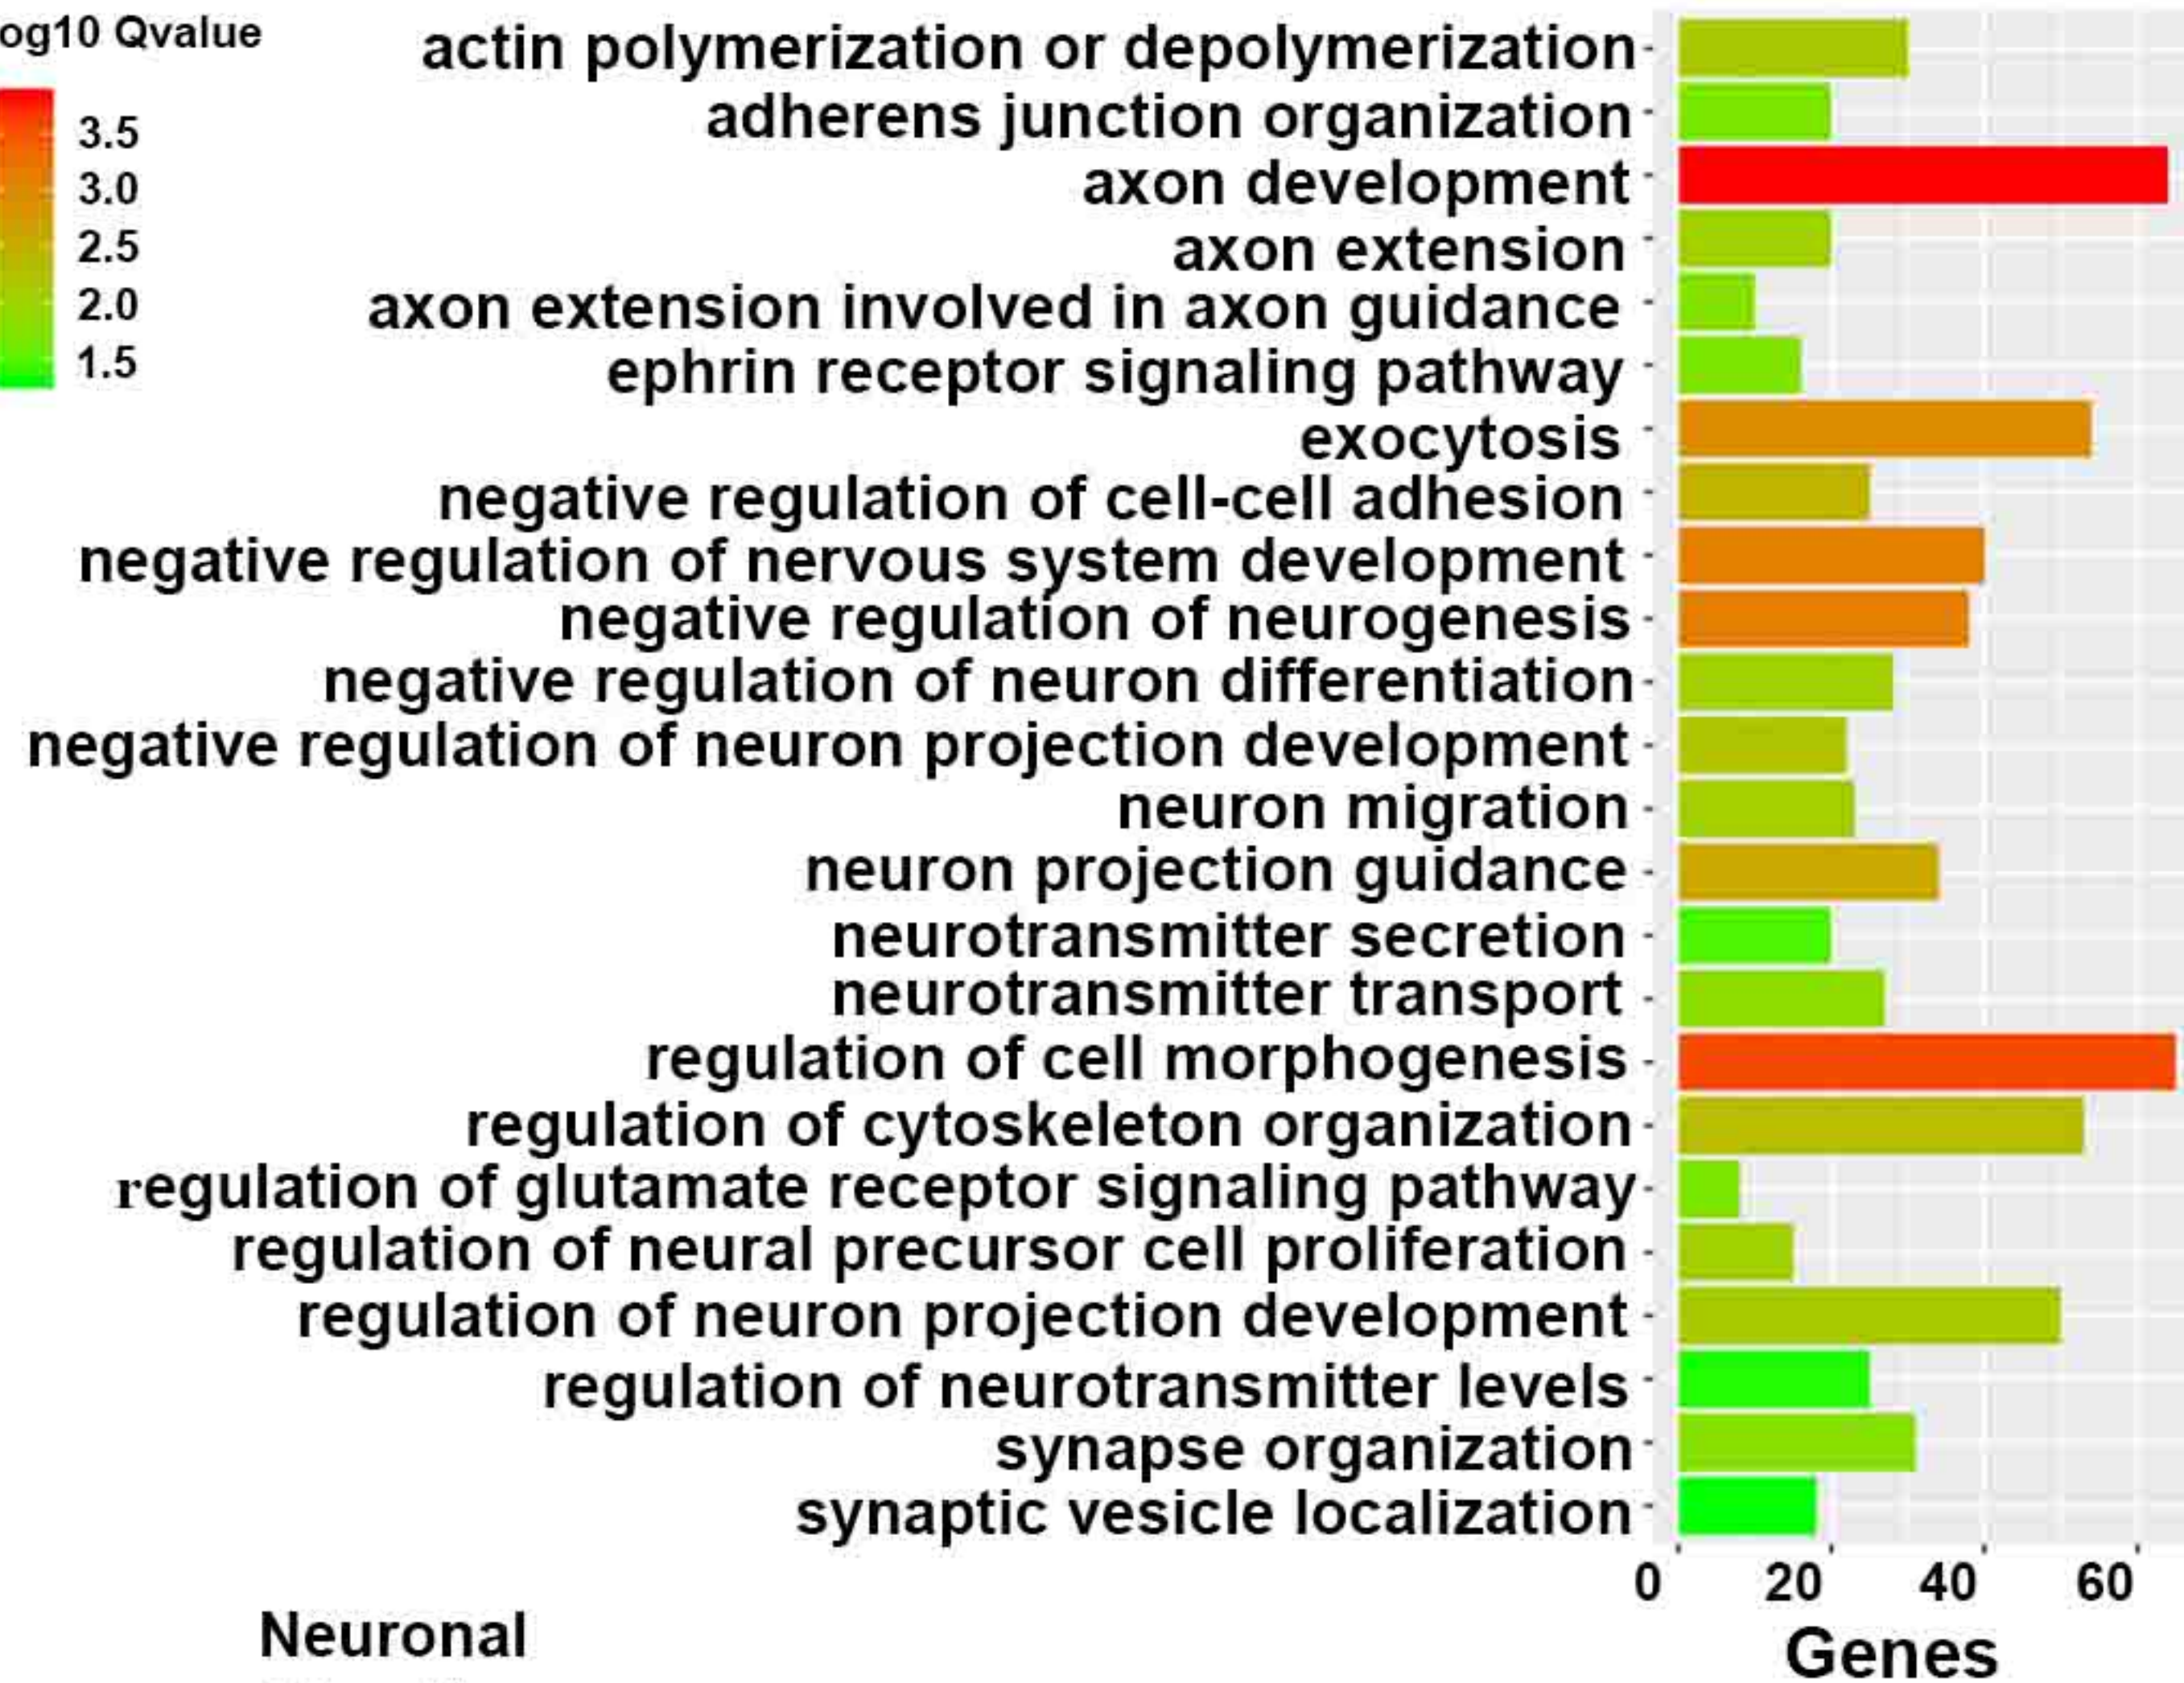 og10 Qvalue
3.5
3.0
2.5
2.0
1.5
actin polymerization or depolymerization
adherens junction organization
axon development
axon extension
axon extension involved in axon guidance
ephrin receptor signaling pathway
exocytosis
negative regulation of cell-cell adhesion
negative regulation of nervous system development
negative regulation of neurogenesis
negative regulation of neuron differentiation
negative regulation of neuron projection development
neuron migration
neuron projection guidance
neurotransmitter secretion
neurotransmitter transport
regulation of cell morphogenesis
regulation of cytoskeleton organization
regulation of glutamate receptor signaling pathway
regulation of neural precursor cell proliferation
regulation of neuron projection development
regulation of neurotransmitter levels
synapse organization
synaptic vesicle localization
0 20 40 60
Genes
Neuronal